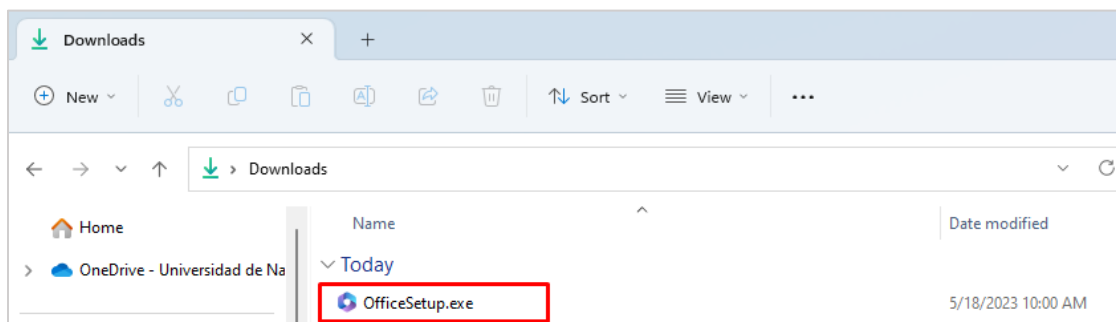 Downloads
New
Sort
View
Downloads
Home
Name
Date modified
OneDrive - Universidad de Na
Today
OfficeSetup.exe
5/18/2023 10:00 AM